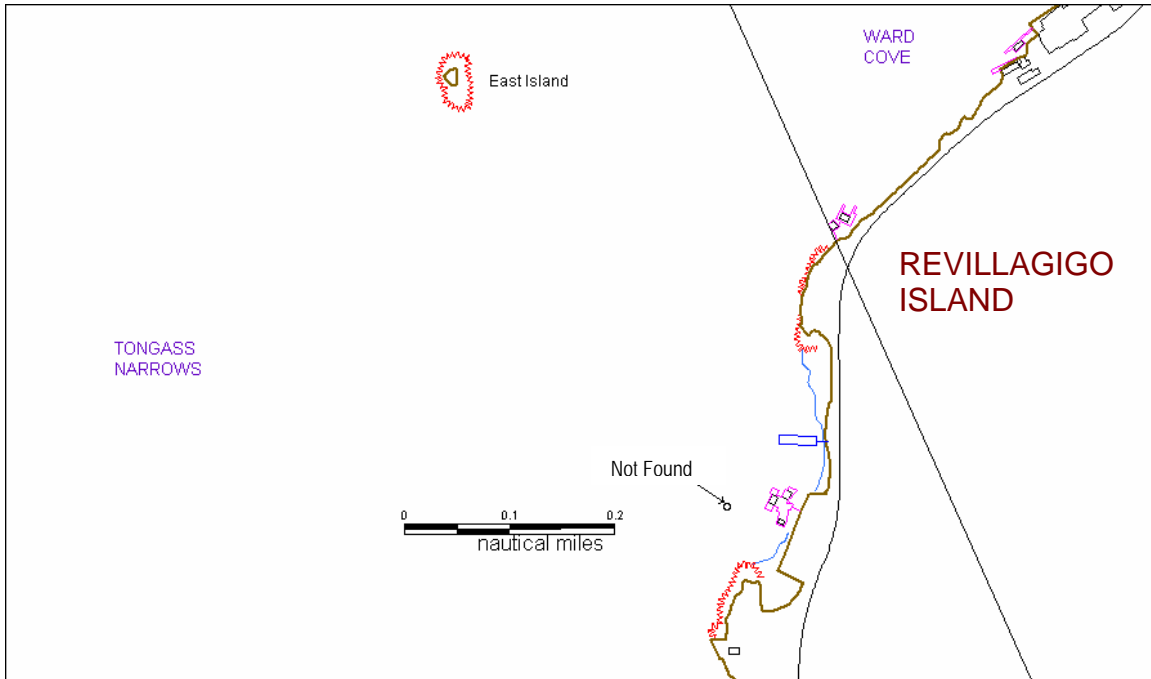 WARD
COVE
East Island
REVILLAGIGO
ISLAND
TONGASS
NARROWS
Not Found
0 0.1 0.2
nautical miles